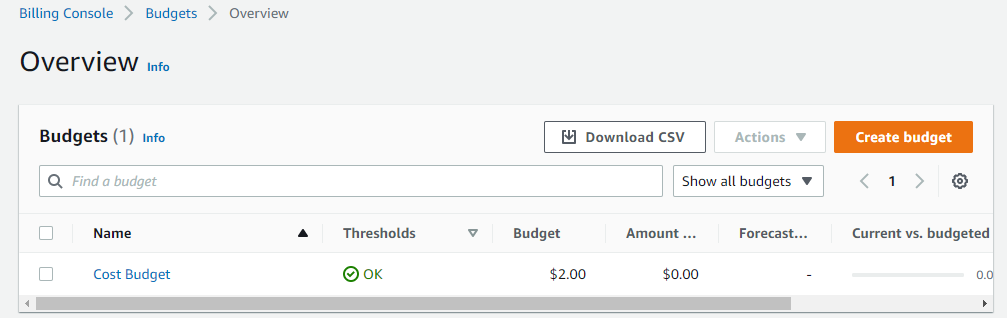 Billing Console > Budgets > Overview
Overview Info
Budgets (1) Info Download CSV Actions Create budget
Find a budget Show all budgets 1
Name Thresholds Budget Amount ... Forecast... Current vs. budgeted
Cost Budget OK $2.00 $0.00 - 0.0